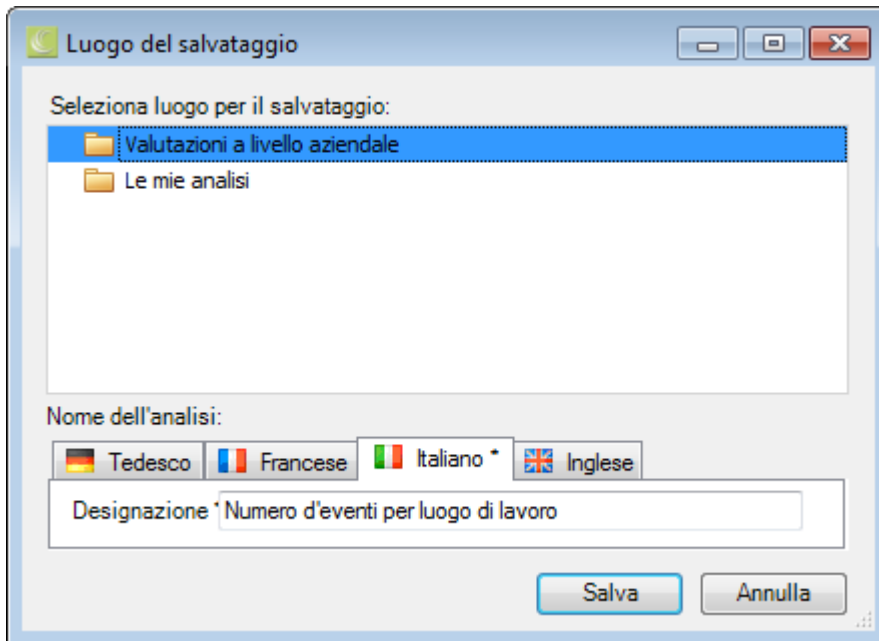 Luogo del salvataggio
Seleziona luogo per il salvataggio:
Valutazioni a livello aziendale
Le mie analisi
Nome dell'analisi:
Tedesco Francese Italiano * Inglese
Designazione * Numero d'eventi per luogo di lavoro
Salva Annulla